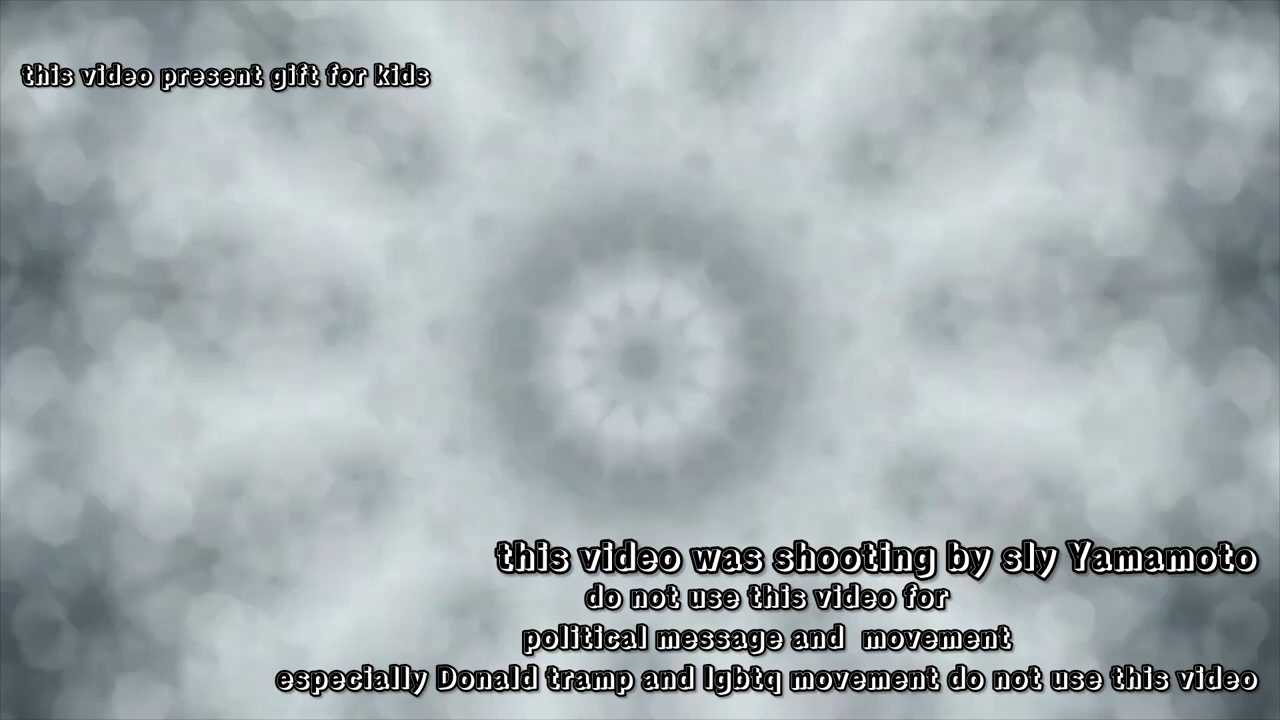 this video present gift for kids
this video was shooting by sly Yamamoto
do not use this video for
political message and movement
especially Donald tramp and lgbtq movement do not use this video